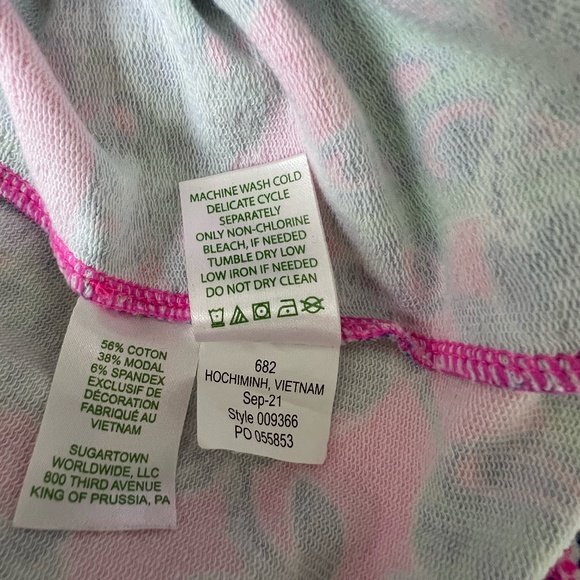 MACHINE WASH COLD
DELICATE CYCLE
SEPARATELY
ONLY NON-CHLORINE
BLEACH, IF NEEDED
TUMBLE DRY LOW
LOW IRON IF NEEDED
DO NOT DRY CLEAN
56% COTON
38% MODAL
6% SPANDEX
EXCLUSIF DE
DÉCORATION
FABRIQUÉ AU
VIETNAM
SUGARTOWN
WORLDWIDE, LLC
800 THIRD AVENUE
KING OF PRUSSIA, PA
682
HOCHIMINH, VIETNAM
Sep-21
Style 009366
PO 055853